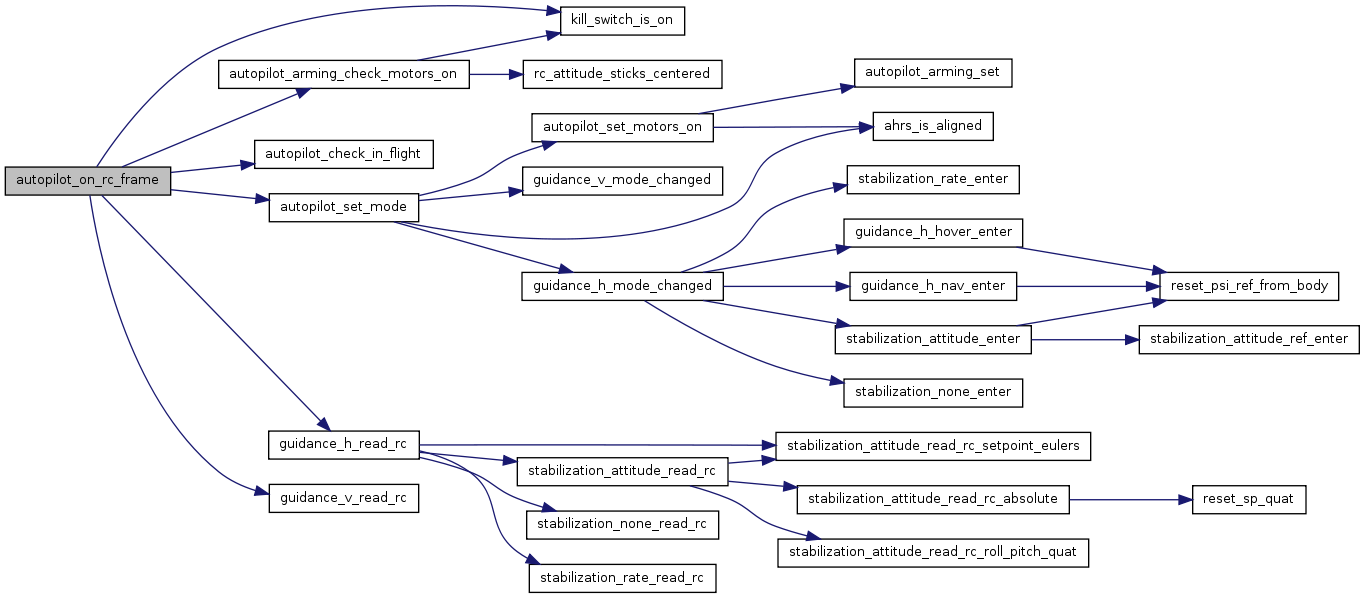 kill_switch_is_on
autopilot_arming_check_motors_on
rc_attitude_sticks_centered
autopilot_arming_set
autopilot_set_motors_on
ahrs_is_aligned
autopilot_check_in_flight
autopilot_on_rc_frame
guidance_v_mode_changed
stabilization_rate_enter
autopilot_set_mode
guidance_h_hover_enter
guidance_h_mode_changed
guidance_h_nav_enter
reset_psi_ref_from_body
stabilization_attitude_enter
stabilization_attitude_ref_enter
stabilization_none_enter
guidance_h_read_rc
stabilization_attitude_read_rc_setpoint_eulers
stabilization_attitude_read_rc
guidance_v_read_rc
stabilization_attitude_read_rc_absolute
reset_sp_quat
stabilization_none_read_rc
stabilization_attitude_read_rc_roll_pitch_quat
stabilization_rate_read_rc